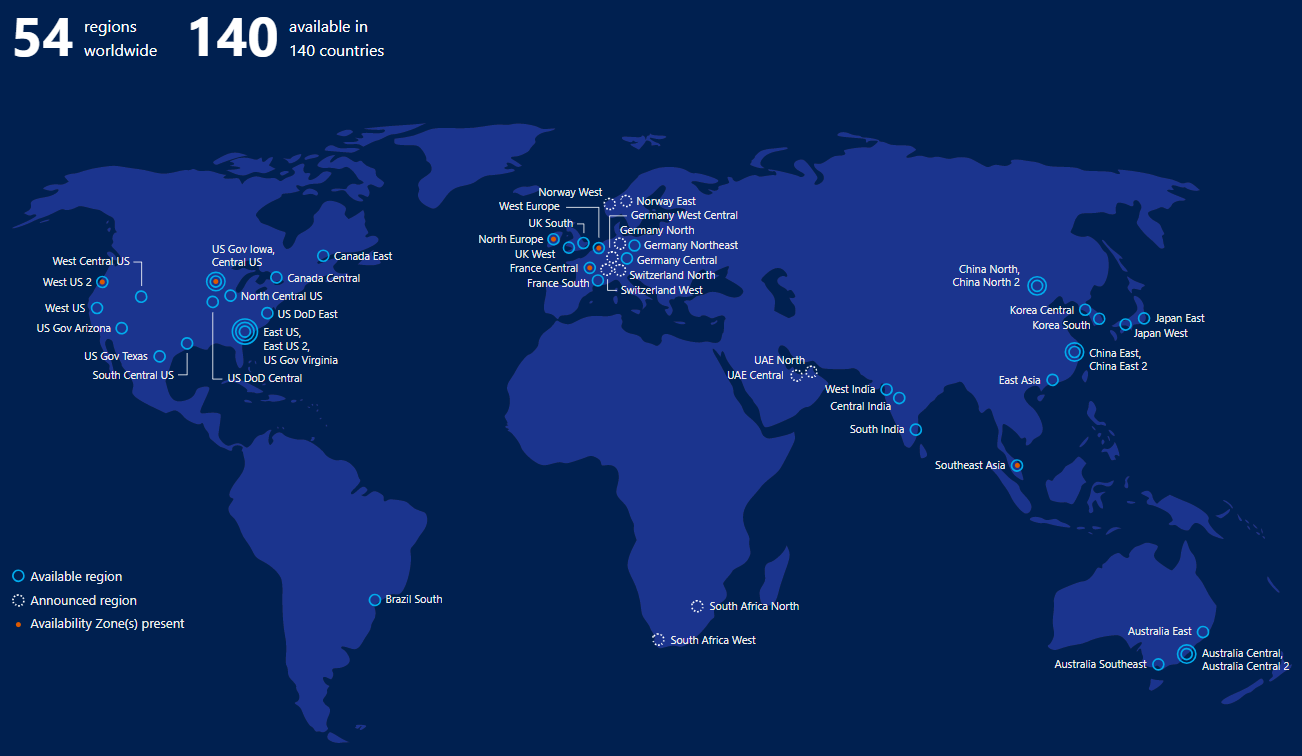 54 regions worldwide
140 available in 140 countries
Norway West
Norway East
West Europe
Germany West Central
UK South
Germany North
North Europe
Germany Northeast
UK West
Germany Central
France Central
Switzerland North
France South
Switzerland West
US Gov Iowa,
Central US
Canada East
West Central US
West US 2
Canada Central
North Central US
West US
US DoD East
US Gov Arizona
East US,
East US 2,
US Gov Virginia
US Gov Texas
South Central US
US DoD Central
China North,
China North 2
Korea Central
Korea South
Japan East
Japan West
China East,
China East 2
East Asia
UAE North
UAE Central
West India
Central India
South India
Southeast Asia
Available region
Announced region
Availability Zone(s) present
Brazil South
South Africa North
South Africa West
Australia East
Australia Central,
Australia Central 2
Australia Southeast